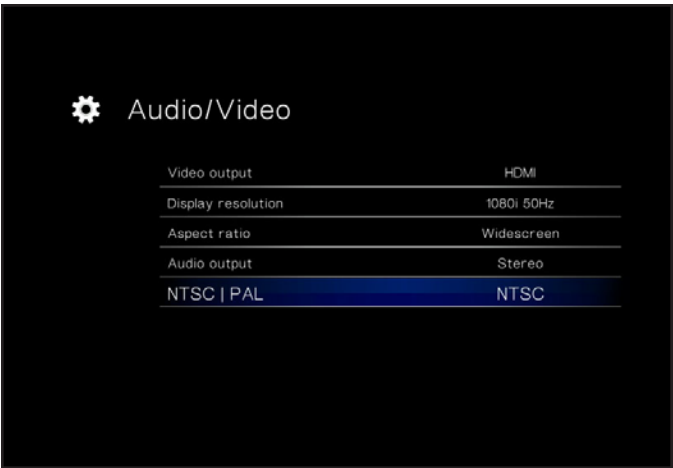 Audio/Video
Video output HDMI
Display resolution 1080i 50Hz
Aspect ratio Widescreen
Audio output Stereo
NTSC | PAL NTSC